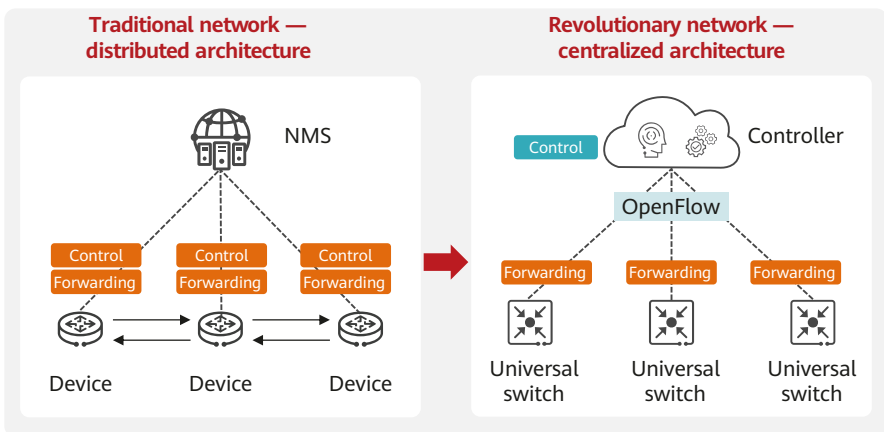 Traditional network —
distributed architecture
NMS
Control
Control
Control
Forwarding
Forwarding
Forwarding
Device
Device
Device
Revolutionary network —
centralized architecture
Control
Controller
OpenFlow
Forwarding
Forwarding
Forwarding
Universal
switch
Universal
switch
Universal
switch